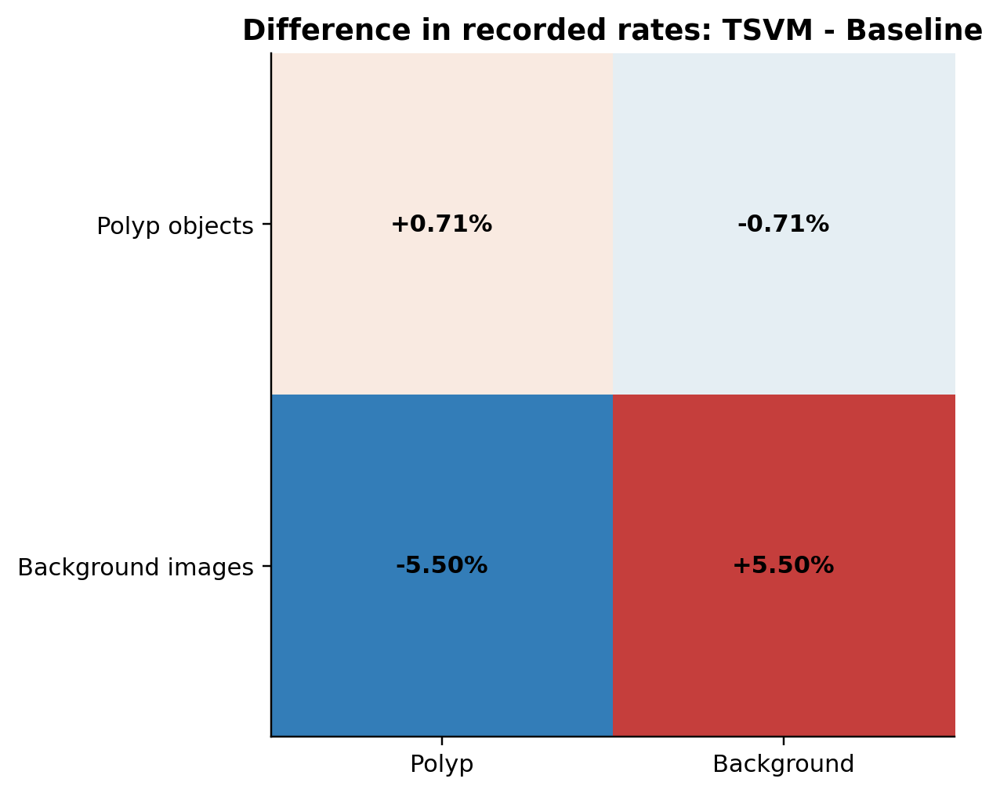 Difference in recorded rates: TSVM - Baseline
Polyp objects
+0.71%
-0.71%
Background images
-5.50%
+5.50%
Polyp
Background